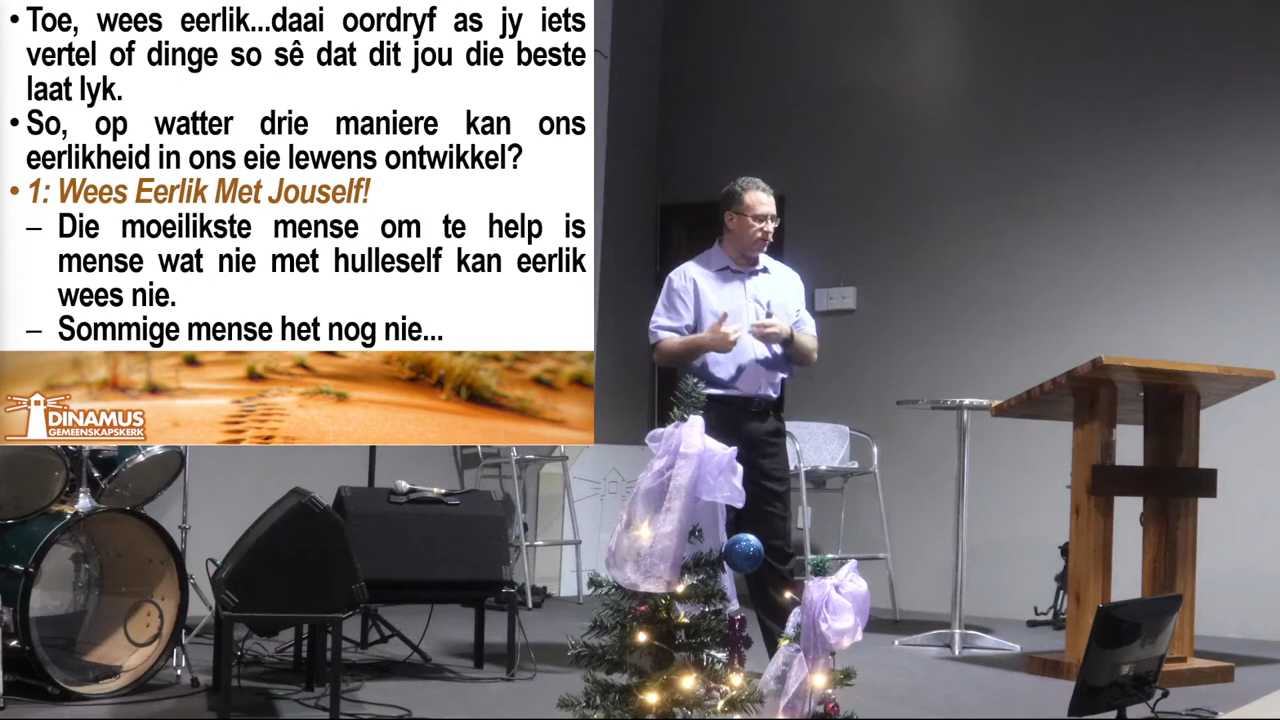 • Toe, wees eerlik...daai oordryf as jy iets
vertel of dinge so sê dat dit jou die beste
laat lyk.
• So, op watter drie maniere kan ons
eerlikheid in ons eie lewens ontwikkel?
• 1: Wees Eerlik Met Jouself!
– Die moeilikste mense om te help is
mense wat nie met hulleself kan eerlik
wees nie.
– Sommige mense het nog nie...
DINAMUS
GEMEENSKAPSKERK